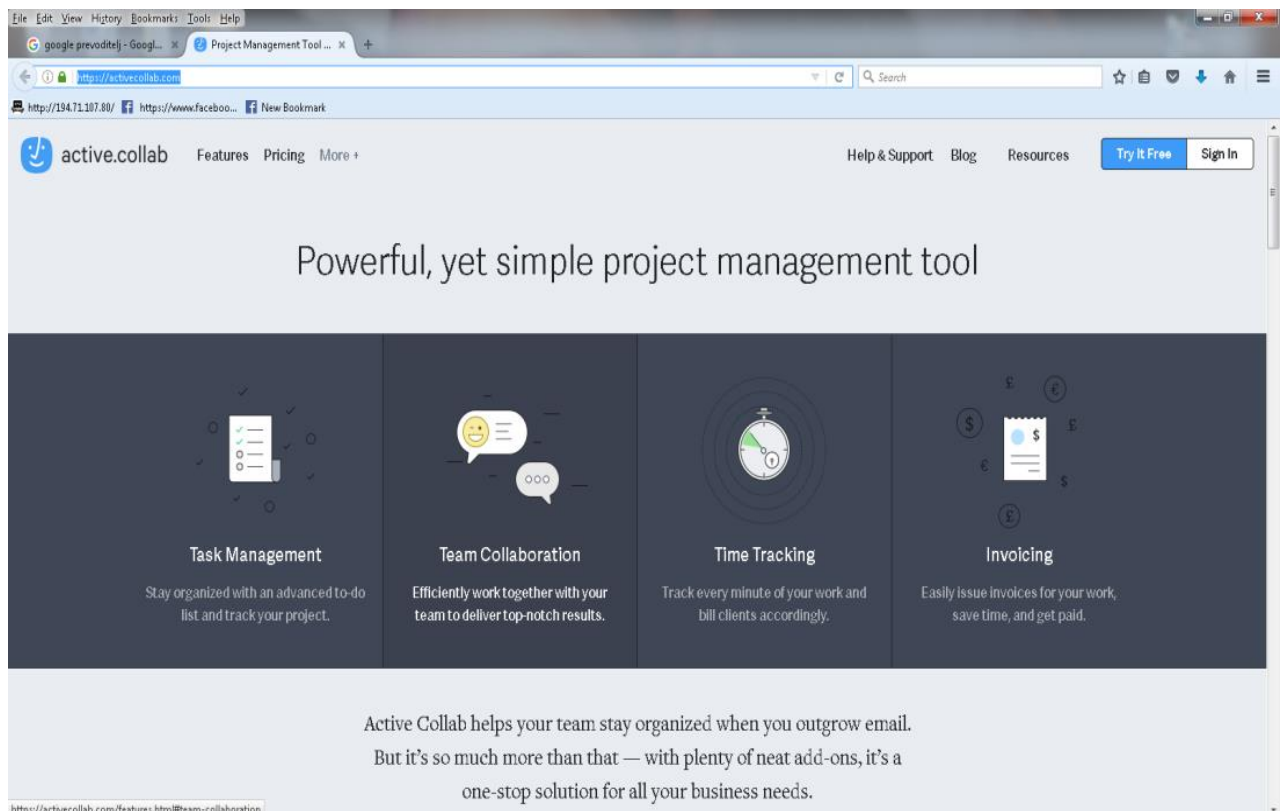 File Edit View History Bookmarks Tools Help
google prevoditelj - Googl... × Project Management Tool ... × +
https://activecollab.com Search
http://194.71.107.80/ https://www.faceboo... New Bookmark
active.collab Features Pricing More + Help & Support Blog Resources Try It Free Sign In
Powerful, yet simple project management tool
Task Management
Stay organized with an advanced to-do
list and track your project.
Team Collaboration
Efficiently work together with your
team to deliver top-notch results.
Time Tracking
Track every minute of your work and
bill clients accordingly.
Invoicing
Easily issue invoices for your work,
save time, and get paid.
Active Collab helps your team stay organized when you outgrow email.
But it's so much more than that — with plenty of neat add-ons, it's a
one-stop solution for all your business needs.
https://activecollab.com/features.html#team-collaboration